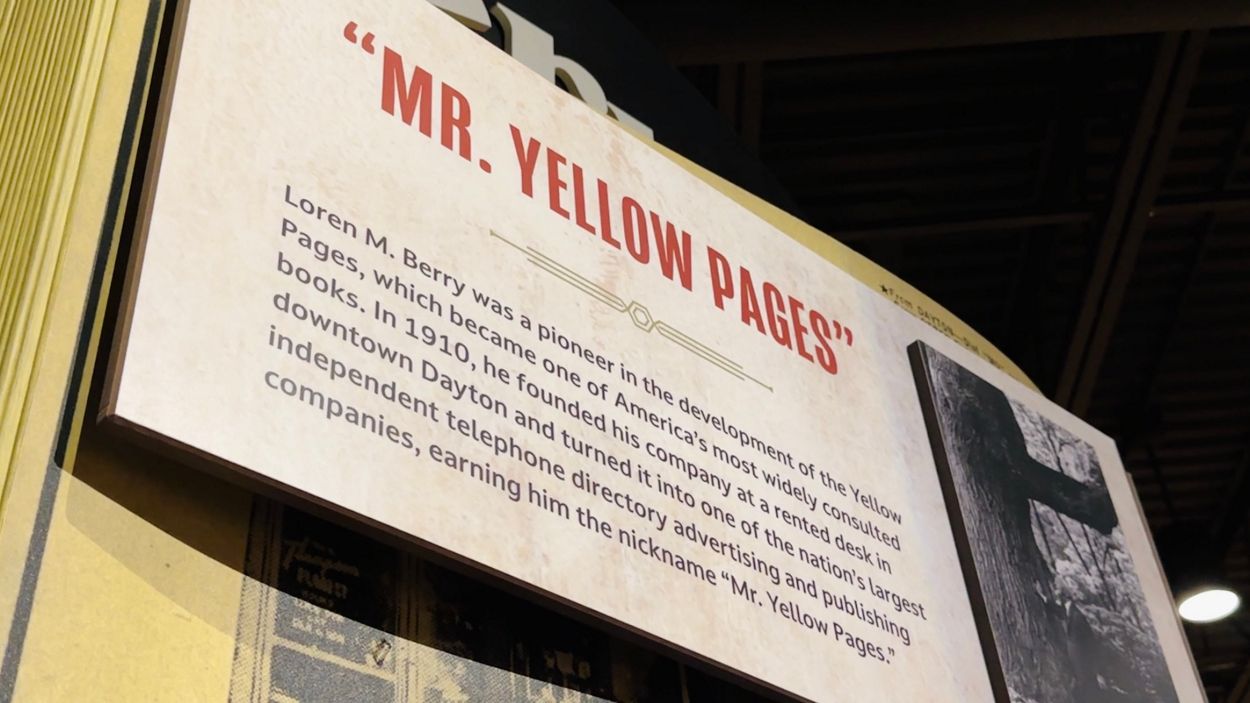 “MR. YELLOW PAGES”
Loren M. Berry was a pioneer in the development of the Yellow
Pages, which became one of America’s most widely consulted
books. In 1910, he founded his company at a rented desk in
downtown Dayton and turned it into one of the nation’s largest
independent telephone directory advertising and publishing
companies, earning him the nickname “Mr. Yellow Pages.”
★From DAYTON